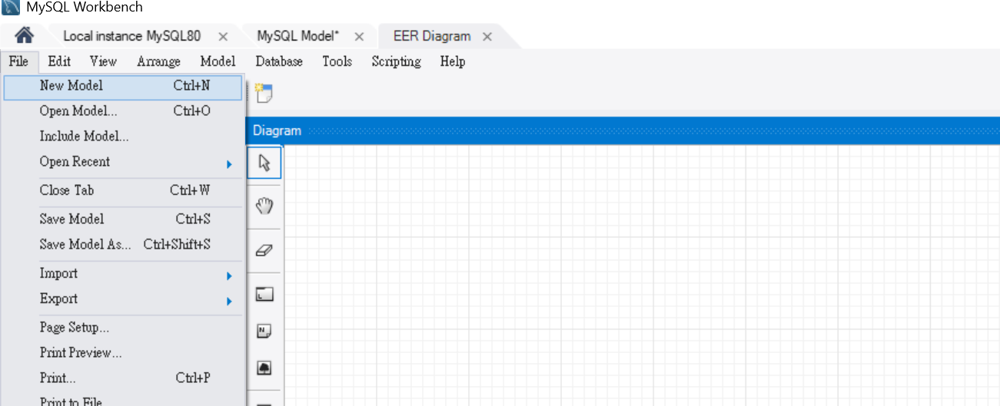 MySQL Workbench
Local instance MySQL80 × MySQL Model* × EER Diagram ×
File Edit View Arrange Model Database Tools Scripting Help
New Model Ctrl+N
Open Model... Ctrl+O
Include Model...
Open Recent
Diagram
Close Tab Ctrl+W
Save Model Ctrl+S
Save Model As... Ctrl+Shift+S
Import
Export
Page Setup...
Print Preview...
Print... Ctrl+P
Print to File